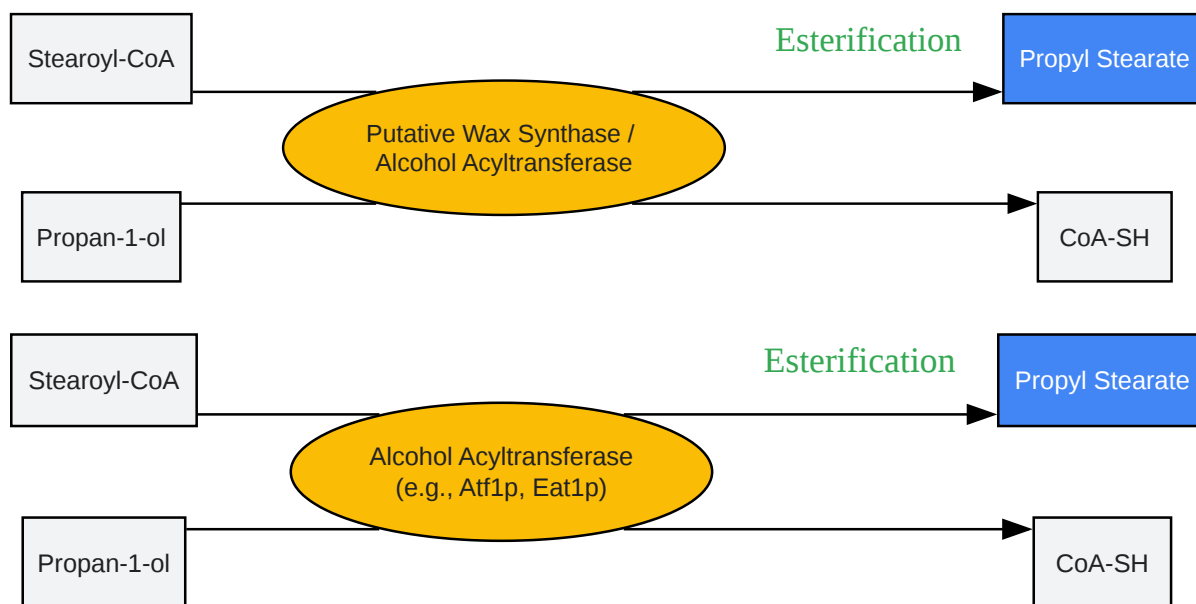 Esterification
Stearoyl-CoA
Propyl Stearate
Putative Wax Synthase /
Alcohol Acyltransferase
Propan-1-ol
CoA-SH
Esterification
Stearoyl-CoA
Propyl Stearate
Alcohol Acyltransferase
(e.g., Atf1p, Eat1p)
Propan-1-ol
CoA-SH